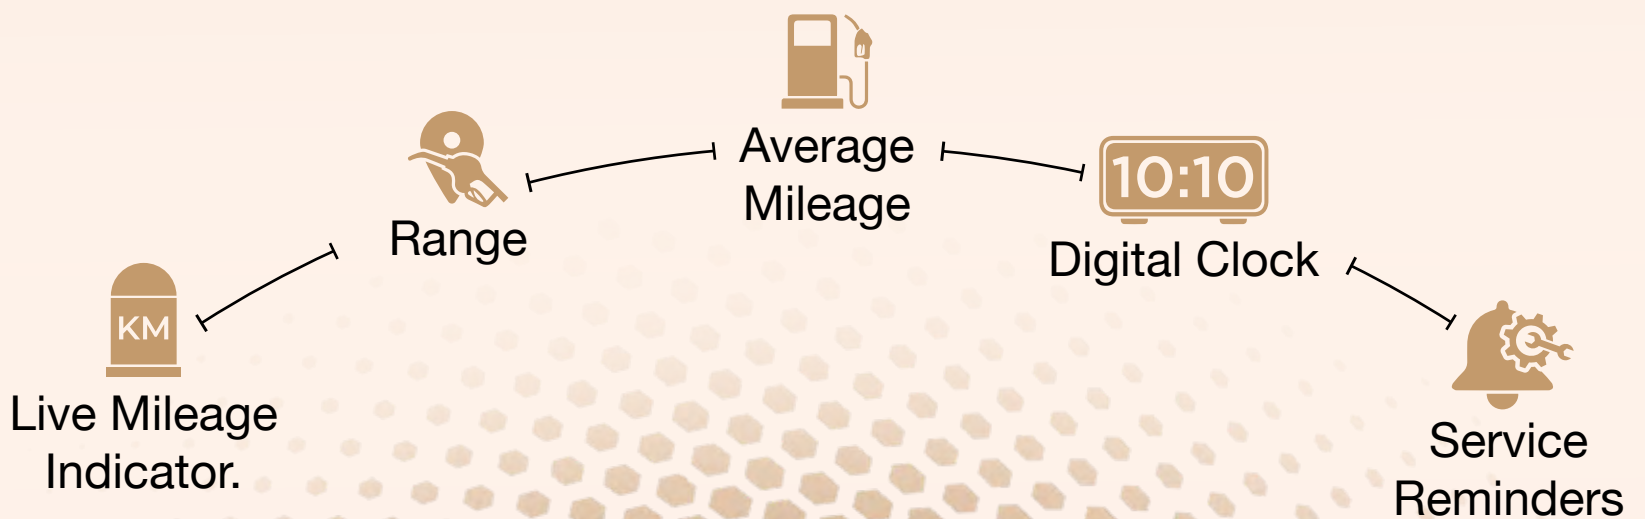 KM
Live Mileage
Indicator.
Range
Average
Mileage
10:10
Digital Clock
Service
Reminders